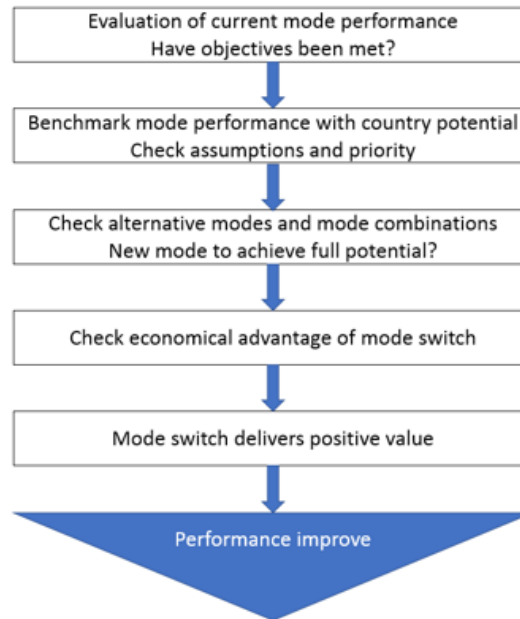 Evaluation of current mode performance
Have objectives been met?
Benchmark mode performance with country potential
Check assumptions and priority
Check alternative modes and mode combinations
New mode to achieve full potential?
Check economical advantage of mode switch
Mode switch delivers positive value
Performance improve